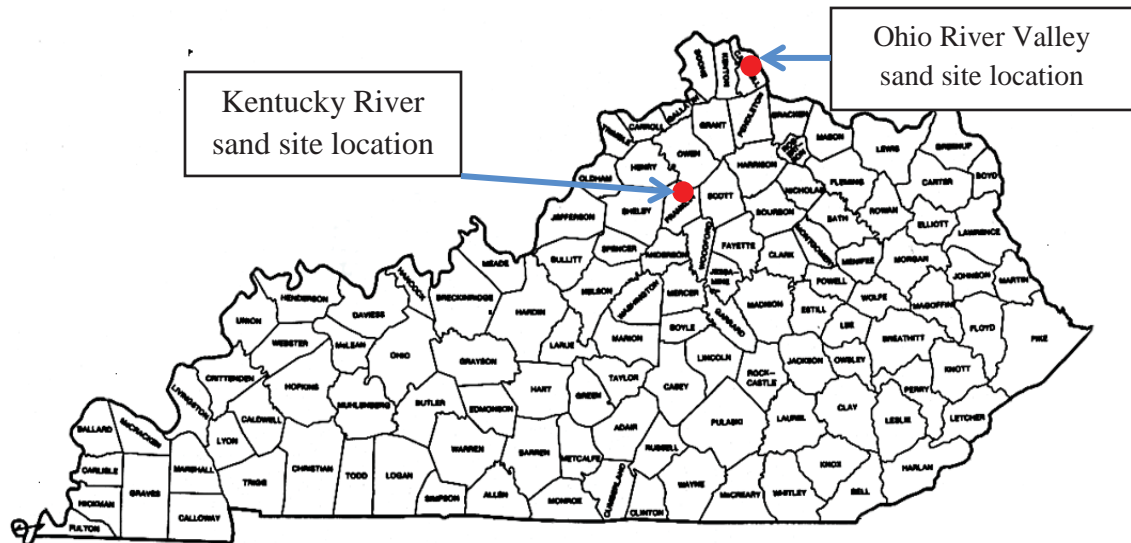 Ohio River Valley
sand site location
Kentucky River
sand site location
BOONE
KENTON
GALLATIN
CARROLL
TRIMBLE
GRANT
PENDLETON
BRACKEN
MASON
LEWIS
GREENUP
BOYD
OWEN
HENRY
OLDHAM
HARRISON
FLEMING
CARTER
NICHOLAS
SHELBY
FRANKLIN
SCOTT
JEFFERSON
BOURBON
BATH
ROWAN
ELLIOTT
LAWRENCE
SPENCER
ANDERSON
WOODFORD
FAYETTE
CLARK
MONTGOMERY
MENIFEE
MORGAN
JOHNSON
MARTIN
MEADE
BULLITT
HANCOCK
BRECKINRIDGE
HARDIN
NELSON
WASHINGTON
MERCER
JESSA-
MINE
MADISON
POWELL
ESTILL
WOLFE
MAGOFFIN
FLOYD
PIKE
HENDERSON
UNION
DAVIESS
WEBSTER
McLEAN
OHIO
GRAYSON
LARUE
MARION
BOYLE
GARRARD
LINCOLN
ROCK-
CASTLE
JACKSON
LEE
OWSLEY
BREATHITT
KNOTT
PERRY
LETCHER
LIVINGSTON
CRITTENDEN
HOPKINS
MUHLENBERG
BUTLER
EDMONSON
HART
GREEN
TAYLOR
CASEY
PULASKI
LAUREL
CLAY
LESLIE
HARLAN
BALLARD
McCRACKEN
LYON
CALDWELL
WARREN
BARREN
METCALFE
ADAIR
RUSSELL
KNOX
BELL
CARLISLE
GRAVES
MARSHALL
TRIGG
CHRISTIAN
TODD
LOGAN
SIMPSON
ALLEN
MONROE
CUMBERLAND
CLINTON
WAYNE
McCREARY
WHITLEY
HICKMAN
FULTON
CALLOWAY